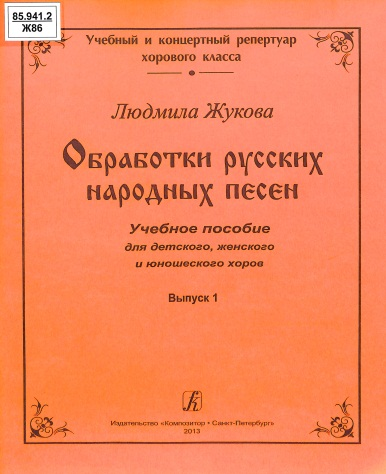 85.941.2
Ж86
Учебный и концертный репертуар
хорового класса
Людмила Жукова
Обработки русских
народных песен
Учебное пособие
для детского, женского
и юношеского хоров
Выпуск 1
Издательство «Композитор • Санкт-Петербург»
2013